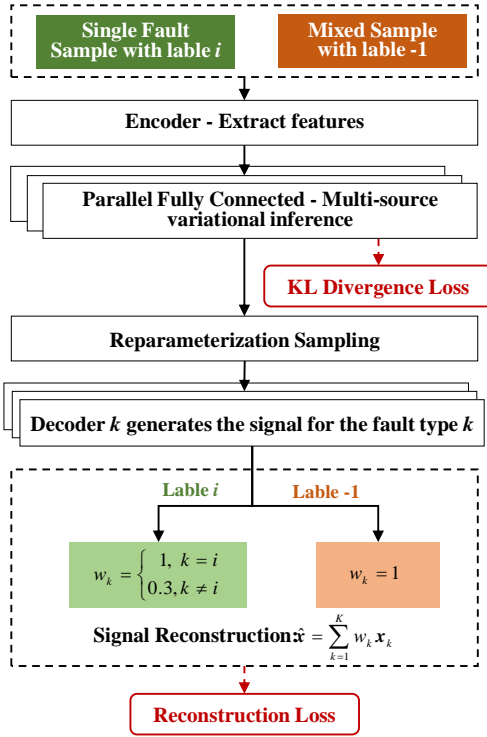 Single Fault
Sample with lable i
Mixed Sample
with lable -1
Encoder - Extract features
Parallel Fully Connected - Multi-source
variational inference
KL Divergence Loss
Reparameterization Sampling
Decoder k generates the signal for the fault type k
Lable i
Lable -1
w_k = { 1, k = i
0.3, k ≠ i
w_k = 1
Signal Reconstruction: x̂ = ∑_{k=1}^{K} w_k x_k
Reconstruction Loss